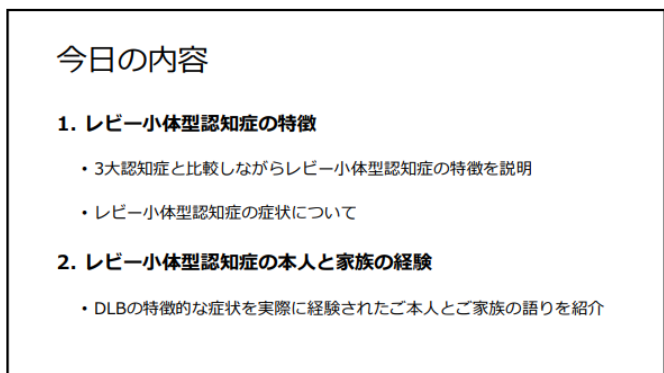 今日の内容
1. レビー小体型認知症の特徴
• 3大認知症と比較しながらレビー小体型認知症の特徴を説明
• レビー小体型認知症の症状について
2. レビー小体型認知症の本人と家族の経験
• DLBの特徴的な症状を実際に経験されたご本人とご家族の語りを紹介